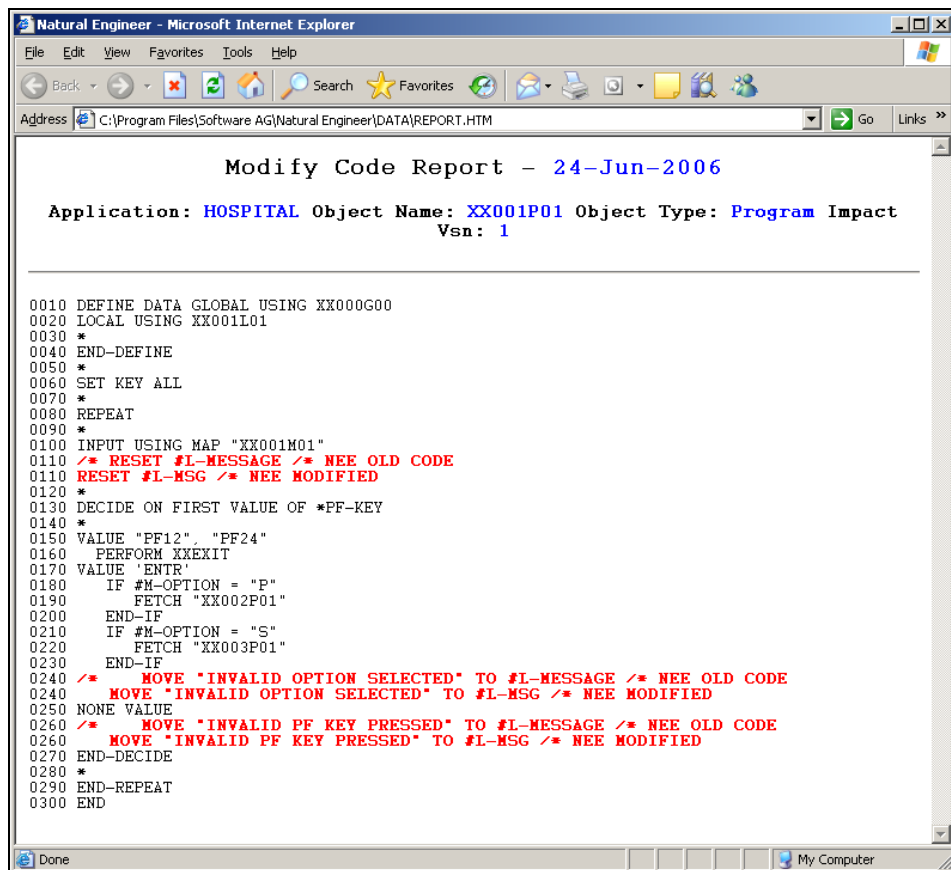 Natural Engineer - Microsoft Internet Explorer
File Edit View Favorites Tools Help
Back Search Favorites
Address C:\Program Files\Software AG\Natural Engineer\DATA\REPORT.HTM Go Links »
Modify Code Report - 24-Jun-2006
Application: HOSPITAL Object Name: XX001P01 Object Type: Program Impact
Vsn: 1
0010 DEFINE DATA GLOBAL USING XX000G00
0020 LOCAL USING XX001L01
0030 *
0040 END-DEFINE
0050 *
0060 SET KEY ALL
0070 *
0080 REPEAT
0090 *
0100 INPUT USING MAP "XX001M01"
0110 /* RESET #L-MESSAGE /* NEE OLD CODE
0110 RESET #L-MSG /* NEE MODIFIED
0120 *
0130 DECIDE ON FIRST VALUE OF *PF-KEY
0140 *
0150 VALUE "PF12", "PF24"
0160   PERFORM XXEXIT
0170 VALUE 'ENTR'
0180    IF #M-OPTION = "P"
0190       FETCH "XX002P01"
0200    END-IF
0210    IF #M-OPTION = "S"
0220       FETCH "XX003P01"
0230    END-IF
0240 /*    MOVE "INVALID OPTION SELECTED" TO #L-MESSAGE /* NEE OLD CODE
0240    MOVE "INVALID OPTION SELECTED" TO #L-MSG /* NEE MODIFIED
0250 NONE VALUE
0260 /*    MOVE "INVALID PF KEY PRESSED" TO #L-MESSAGE /* NEE OLD CODE
0260    MOVE "INVALID PF KEY PRESSED" TO #L-MSG /* NEE MODIFIED
0270 END-DECIDE
0280 *
0290 END-REPEAT
0300 END
Done My Computer